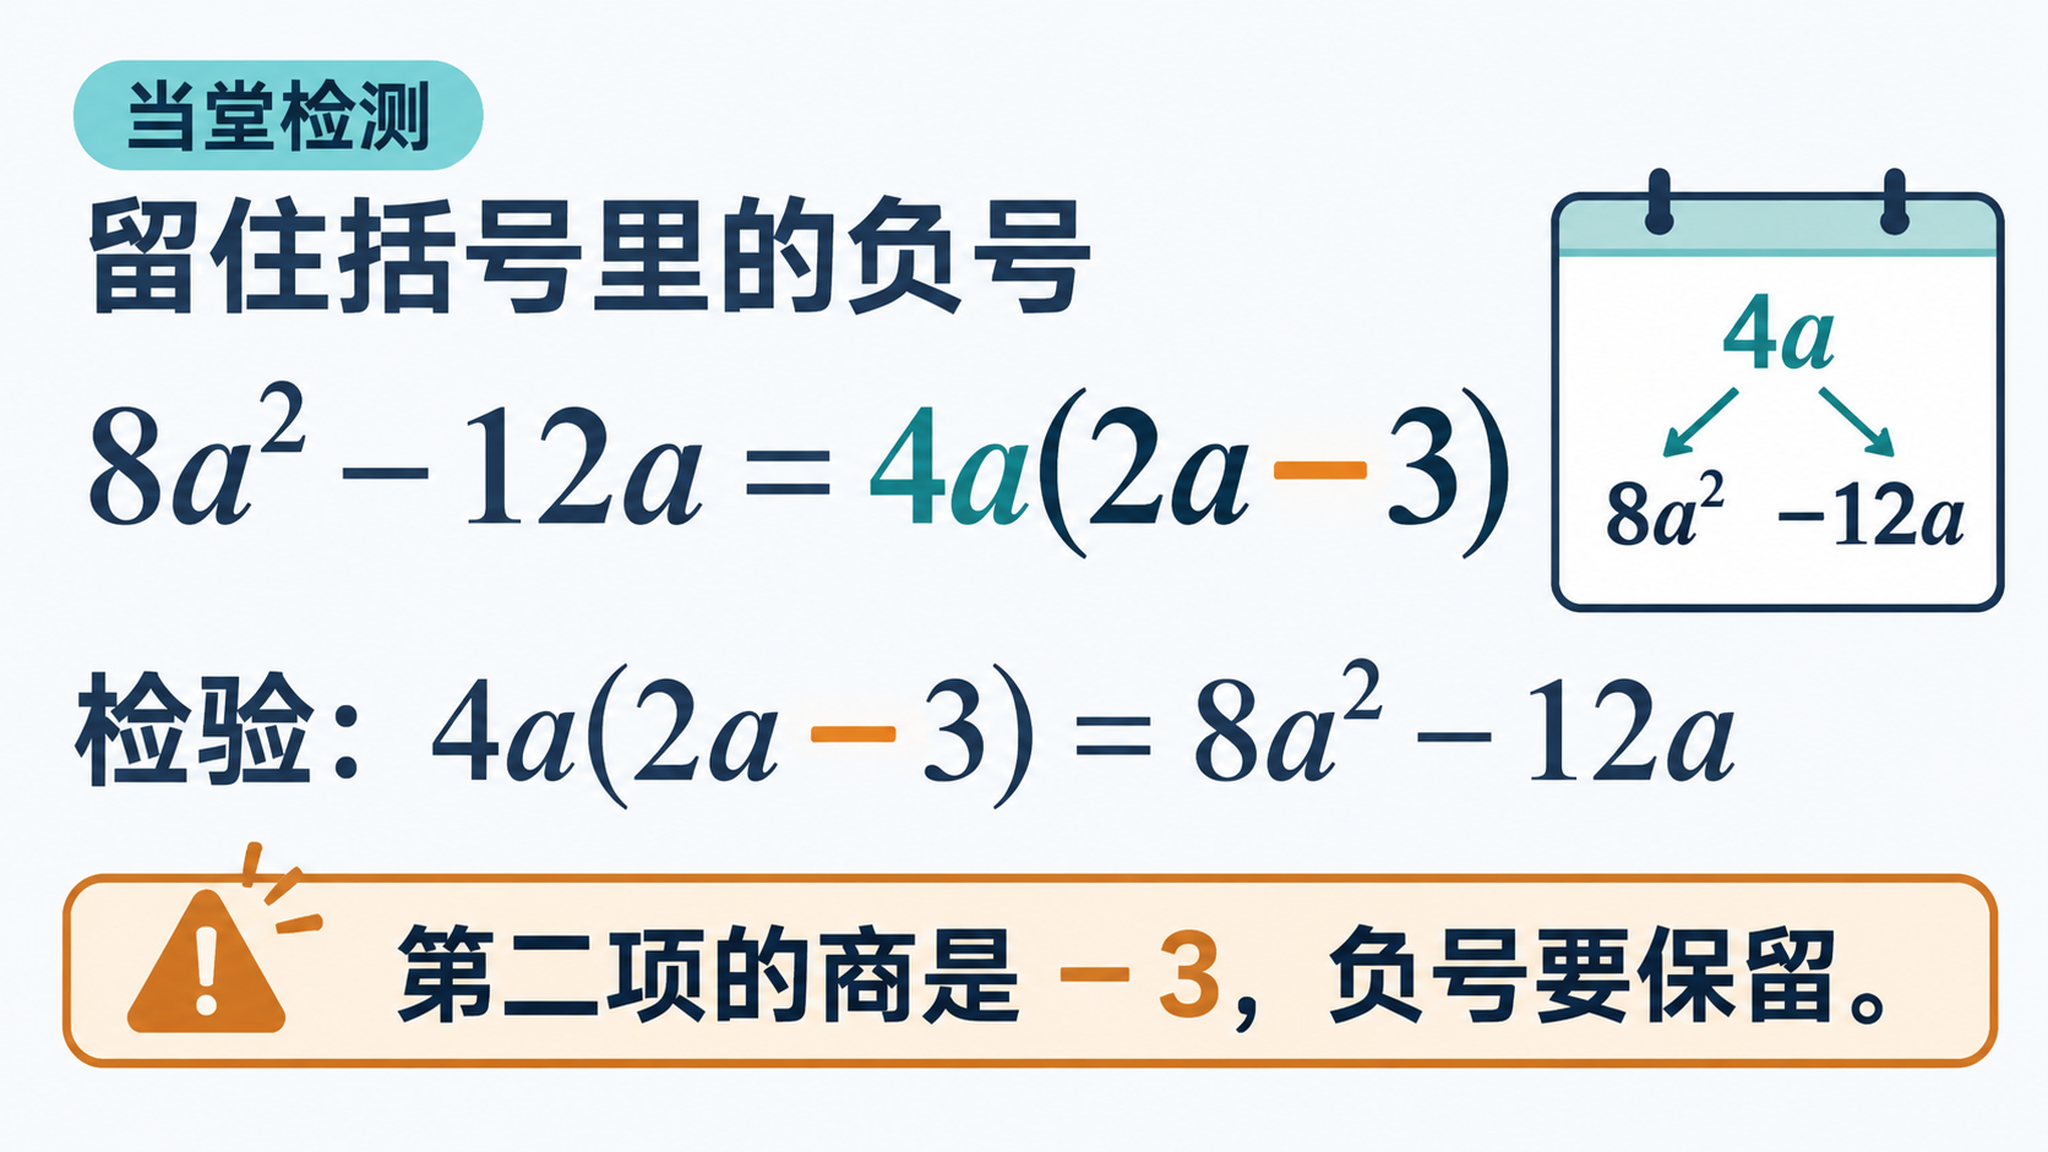 当堂检测
留住括号里的负号
8a² − 12a = 4a(2a − 3)
4a
8a² −12a
检验：4a(2a − 3) = 8a² − 12a
第二项的商是 − 3，负号要保留。